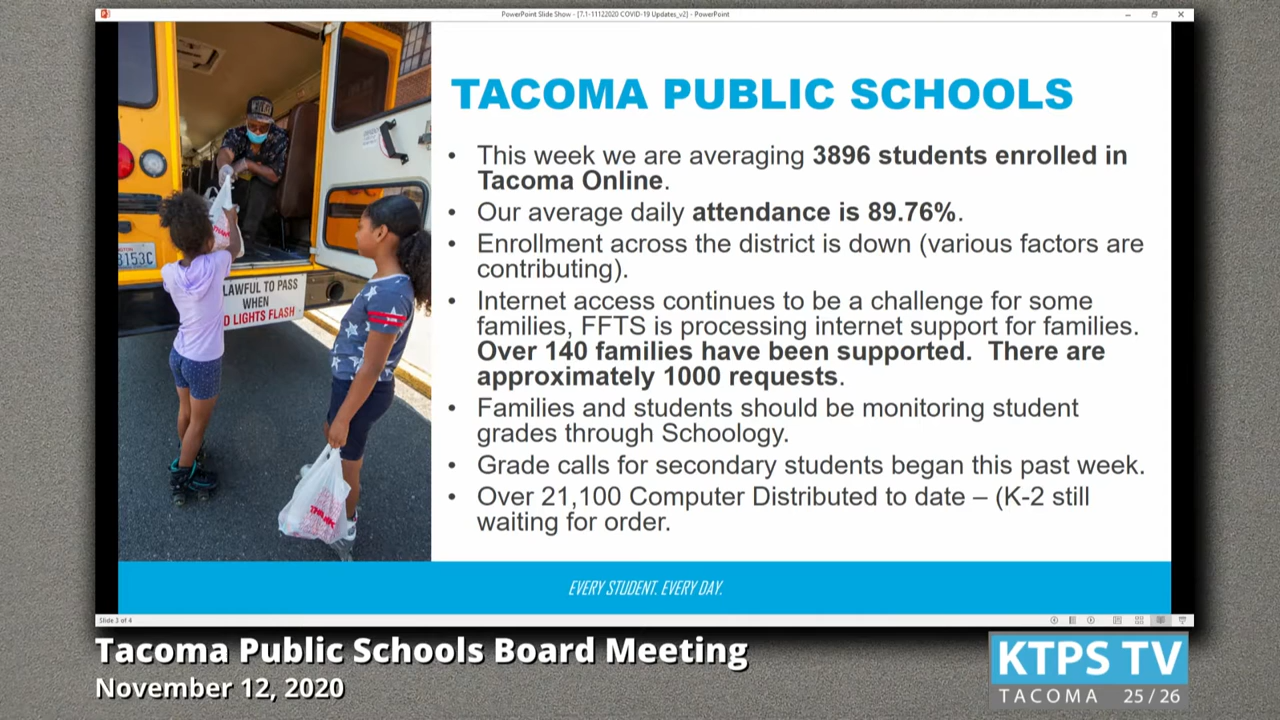 PowerPoint Slide Show - [7.1-11122020 COVID-19 Updates_v2] - PowerPoint
TACOMA PUBLIC SCHOOLS
• This week we are averaging 3896 students enrolled in
Tacoma Online.
• Our average daily attendance is 89.76%.
• Enrollment across the district is down (various factors are
contributing).
• Internet access continues to be a challenge for some
families, FFTS is processing internet support for families.
Over 140 families have been supported. There are
approximately 1000 requests.
• Families and students should be monitoring student
grades through Schoology.
• Grade calls for secondary students began this past week.
• Over 21,100 Computer Distributed to date – (K-2 still
waiting for order.
3153C
LAWFUL TO PASS
WHEN
D LIGHTS FLASH
THANK
EVERY STUDENT. EVERY DAY.
Slide 3 of 4
Tacoma Public Schools Board Meeting
November 12, 2020
KTPS TV
TACOMA 25 / 26